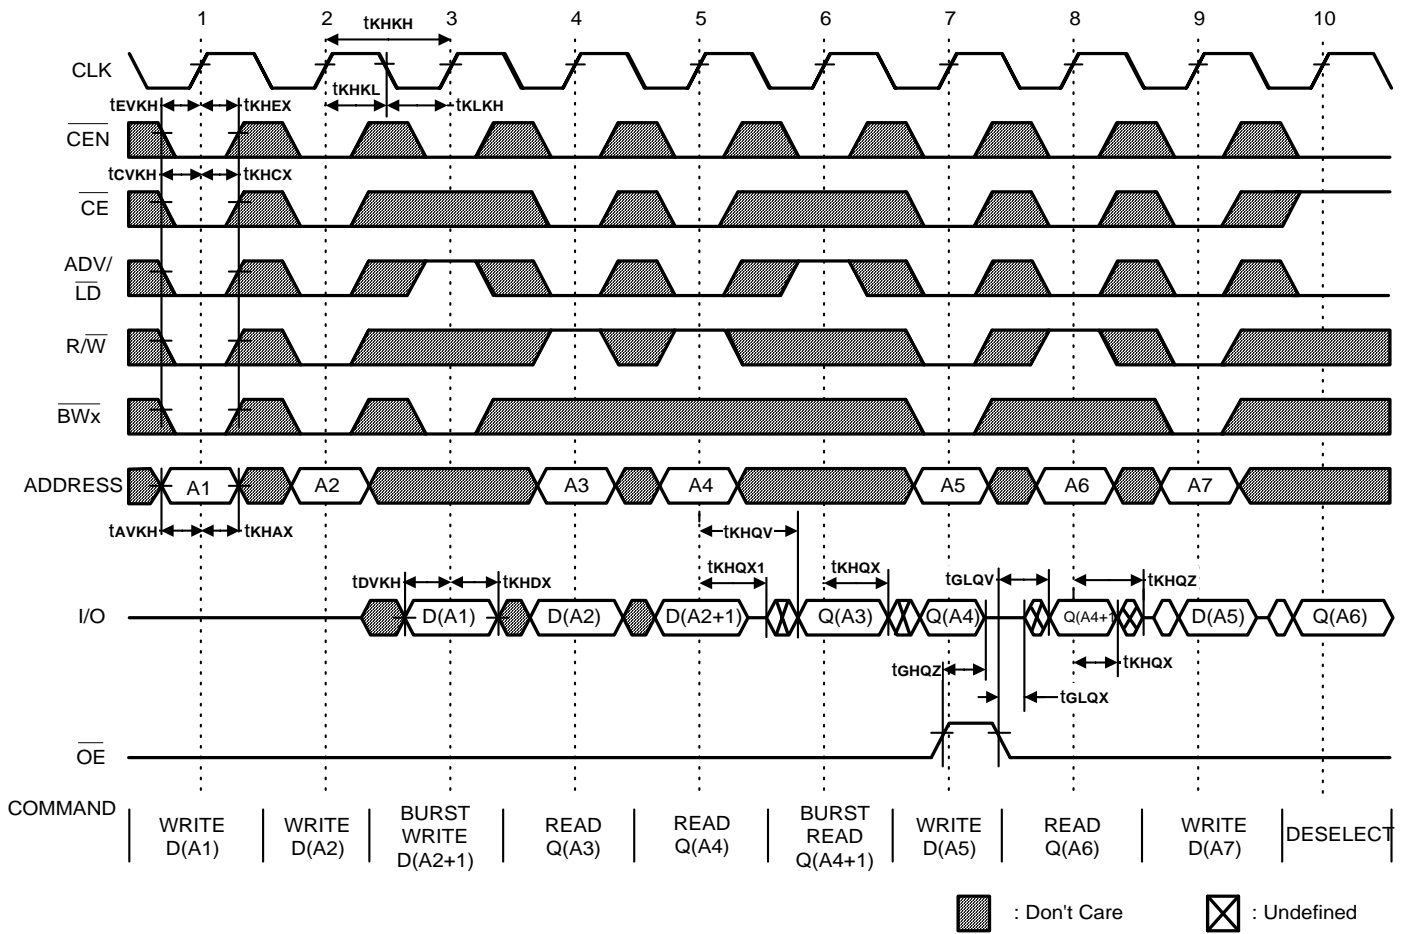 1 2 3 4 5 6 7 8 9 10
tKHKH
CLK
tKHKL tKLKH
tEVKH tKHEX
CEN
tCVKH tKHCX
CE
ADV/
LD
R/W
BWx
ADDRESS A1 A2 A3 A4 A5 A6 A7
tAVKH tKHAX tKHQV
tDVKH tKHDX tKHQX1 tKHQX tGLQV tKHQZ
I/O D(A1) D(A2) D(A2+1) Q(A3) Q(A4) Q(A4+1 D(A5) Q(A6)
tGHQZ tKHQX
tGLQX
OE
COMMAND
WRITE
D(A1)
WRITE
D(A2)
BURST
WRITE
D(A2+1)
READ
Q(A3)
READ
Q(A4)
BURST
READ
Q(A4+1)
WRITE
D(A5)
READ
Q(A6)
WRITE
D(A7)
DESELECT
: Don't Care
: Undefined